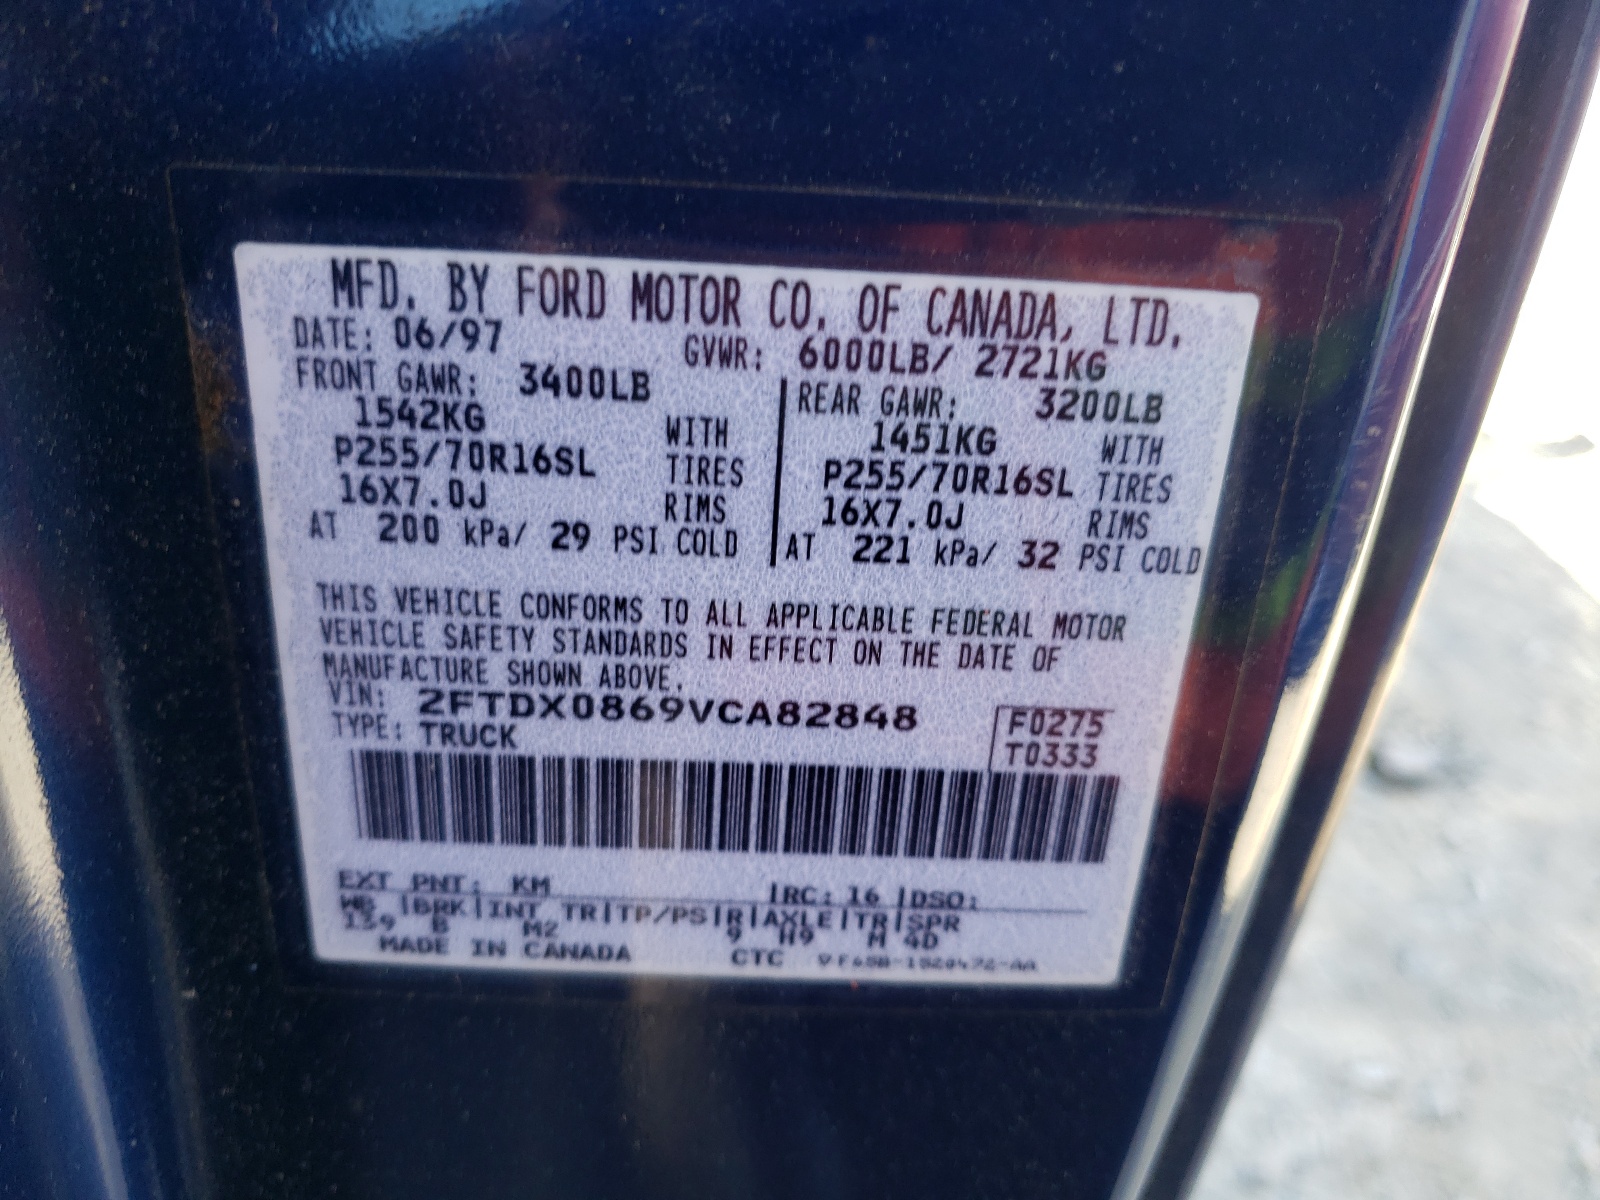 MFD. BY FORD MOTOR CO. OF CANADA, LTD.
DATE: 06/97 GVWR: 6000LB/ 2721KG
FRONT GAWR: 3400LB REAR GAWR: 3200LB
1542KG WITH 1451KG WITH
P255/70R16SL TIRES P255/70R16SL TIRES
16X7.0J RIMS 16X7.0J RIMS
AT 200 kPa/ 29 PSI COLD AT 221 kPa/ 32 PSI COLD
THIS VEHICLE CONFORMS TO ALL APPLICABLE FEDERAL MOTOR
VEHICLE SAFETY STANDARDS IN EFFECT ON THE DATE OF
MANUFACTURE SHOWN ABOVE.
VIN: 2FTDX0869VCA82848 F0275
TYPE: TRUCK T0333
EXT PNT: KM |RC: 16 |DSO:
WB |BRK|INT TR|TP/PS|R|AXLE|TR|SPR
139 B M2 9 H9 M 4D
MADE IN CANADA CTC